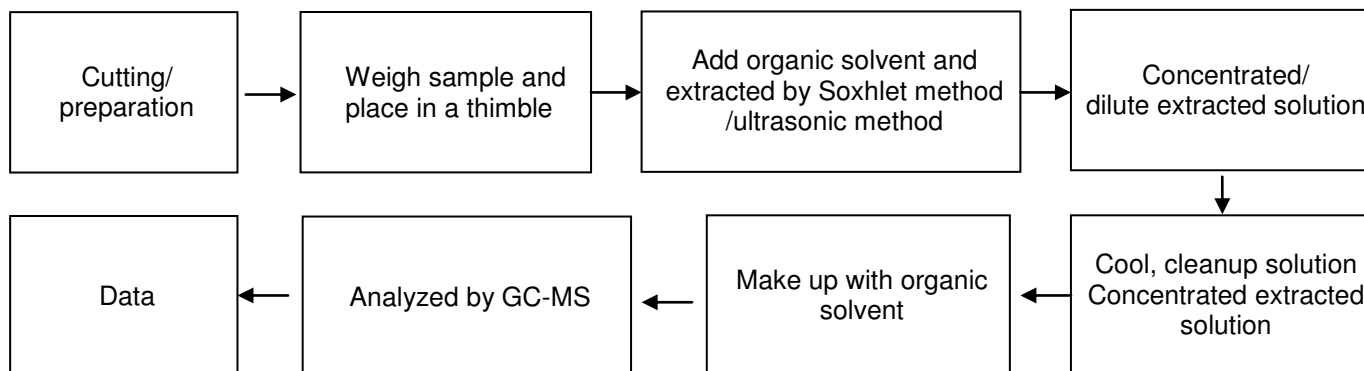 Cutting/
preparation
Weigh sample and
place in a thimble
Add organic solvent and
extracted by Soxhlet method
/ultrasonic method
Concentrated/
dilute extracted solution
Cool, cleanup solution
Concentrated extracted
solution
Make up with organic
solvent
Analyzed by GC-MS
Data